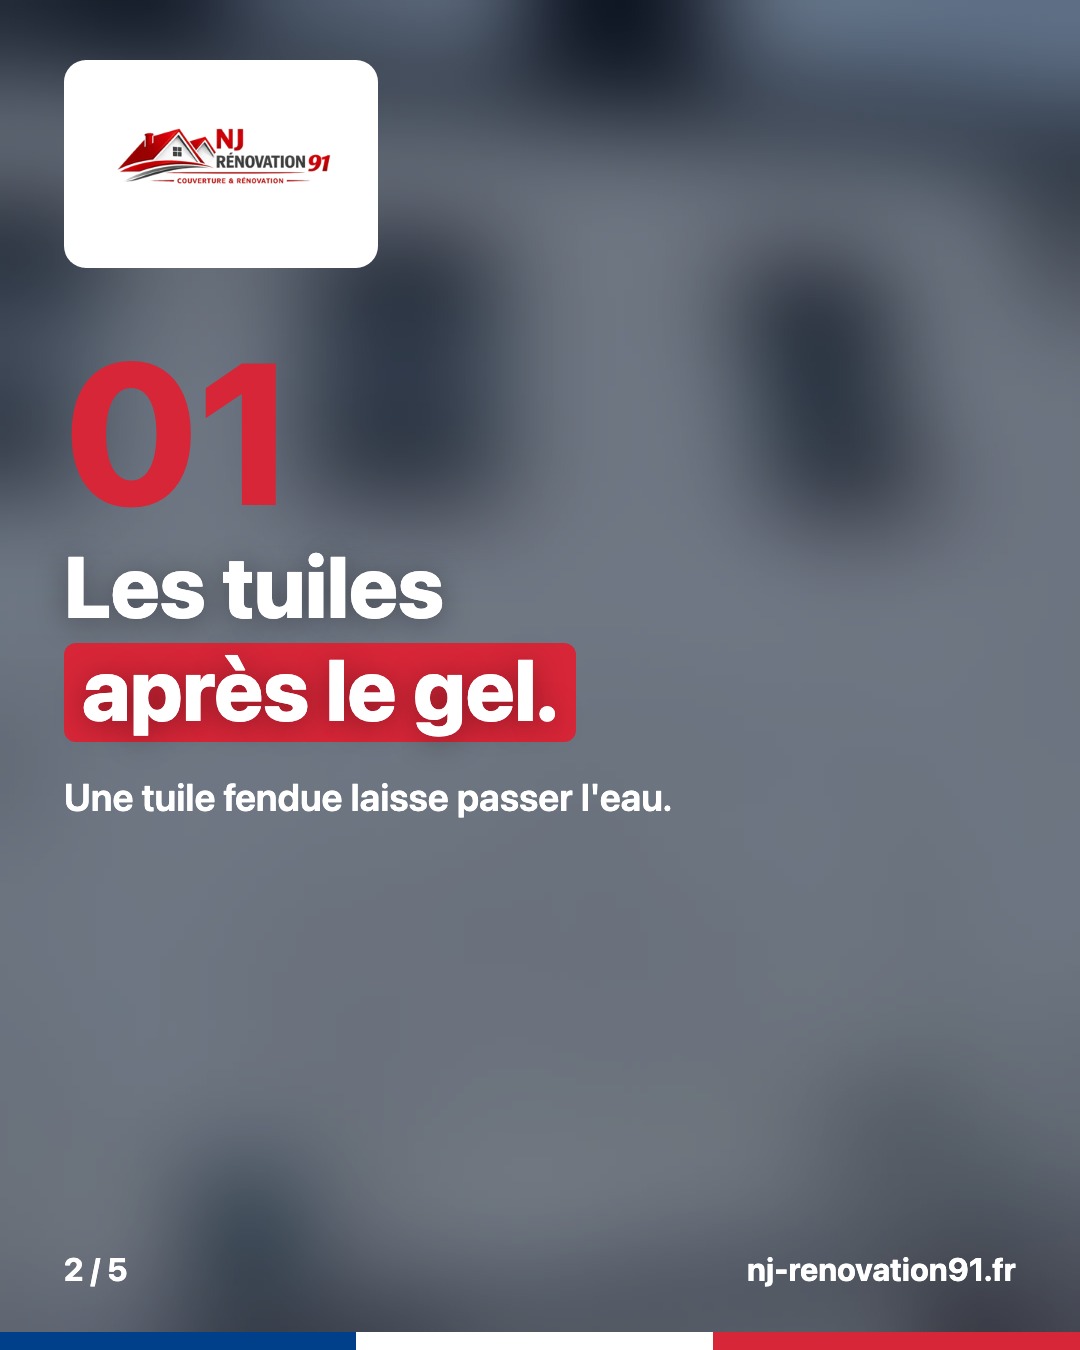 NJ
RÉNOVATION 91
COUVERTURE & RÉNOVATION
01
Les tuiles
après le gel.
Une tuile fendue laisse passer l'eau.
2 / 5
nj-renovation91.fr